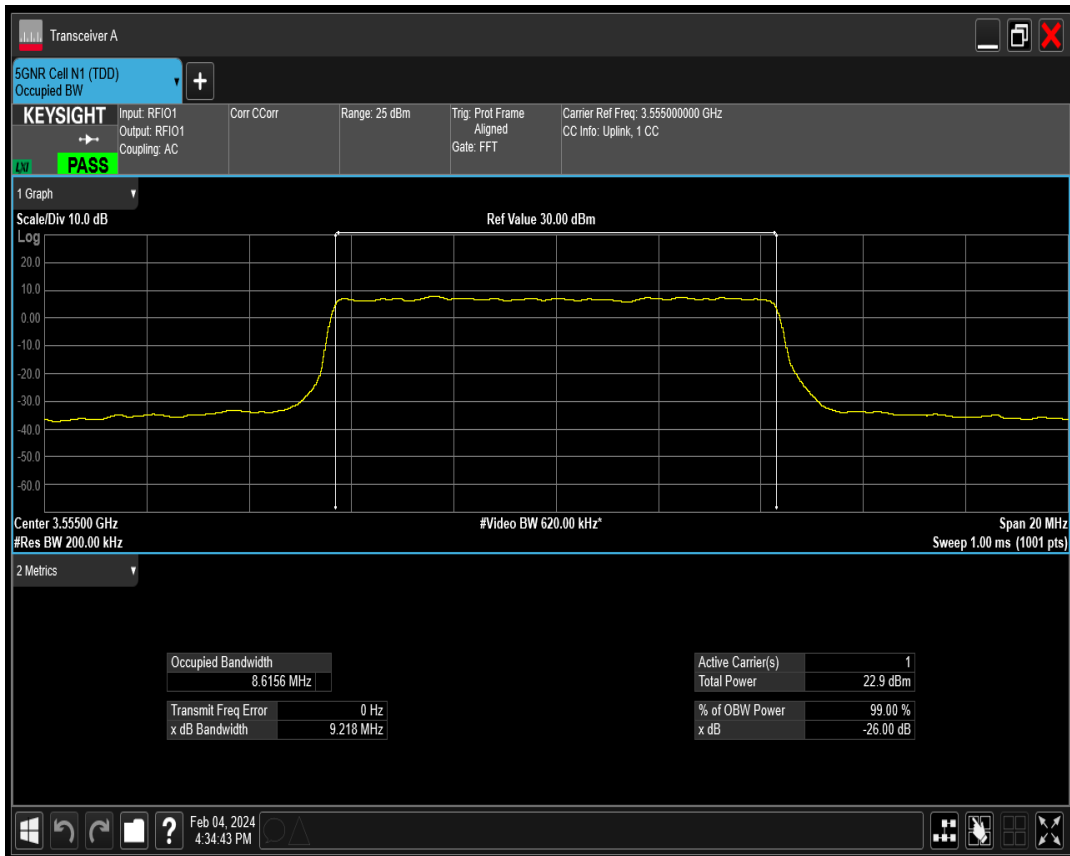 Transceiver A
5GNR Cell N1 (TDD)
Occupied BW
KEYSIGHT
LXI
PASS
Input: RFIO1
Output: RFIO1
Coupling: AC
Corr CCorr
Range: 25 dBm
Trig: Prot Frame
Aligned
Gate: FFT
Carrier Ref Freq: 3.555000000 GHz
CC Info: Uplink, 1 CC
1 Graph
Scale/Div 10.0 dB
Ref Value 30.00 dBm
Log
20.0
10.0
0.00
-10.0
-20.0
-30.0
-40.0
-50.0
-60.0
Center 3.55500 GHz
#Video BW 620.00 kHz*
Span 20 MHz
#Res BW 200.00 kHz
Sweep 1.00 ms (1001 pts)
2 Metrics
Occupied Bandwidth
8.6156 MHz
Transmit Freq Error 0 Hz
x dB Bandwidth 9.218 MHz
Active Carrier(s) 1
Total Power 22.9 dBm
% of OBW Power 99.00 %
x dB -26.00 dB
Feb 04, 2024
4:34:43 PM